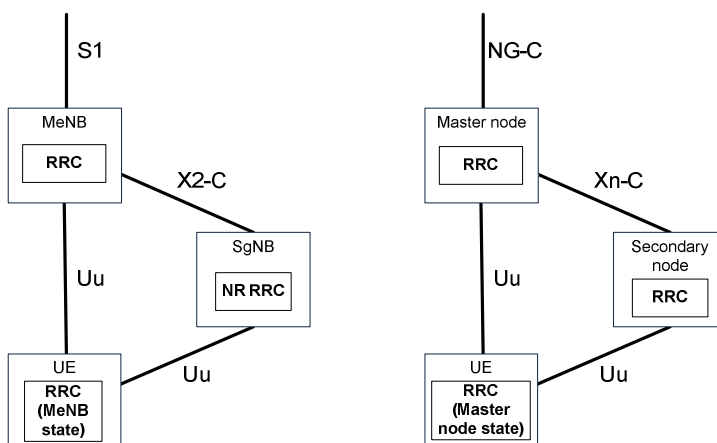 S1
MeNB
RRC
X2-C
SgNB
NR RRC
Uu
Uu
UE
RRC
(MeNB
state)
NG-C
Master node
RRC
Xn-C
Secondary
node
RRC
Uu
Uu
UE
RRC
(Master
node state)